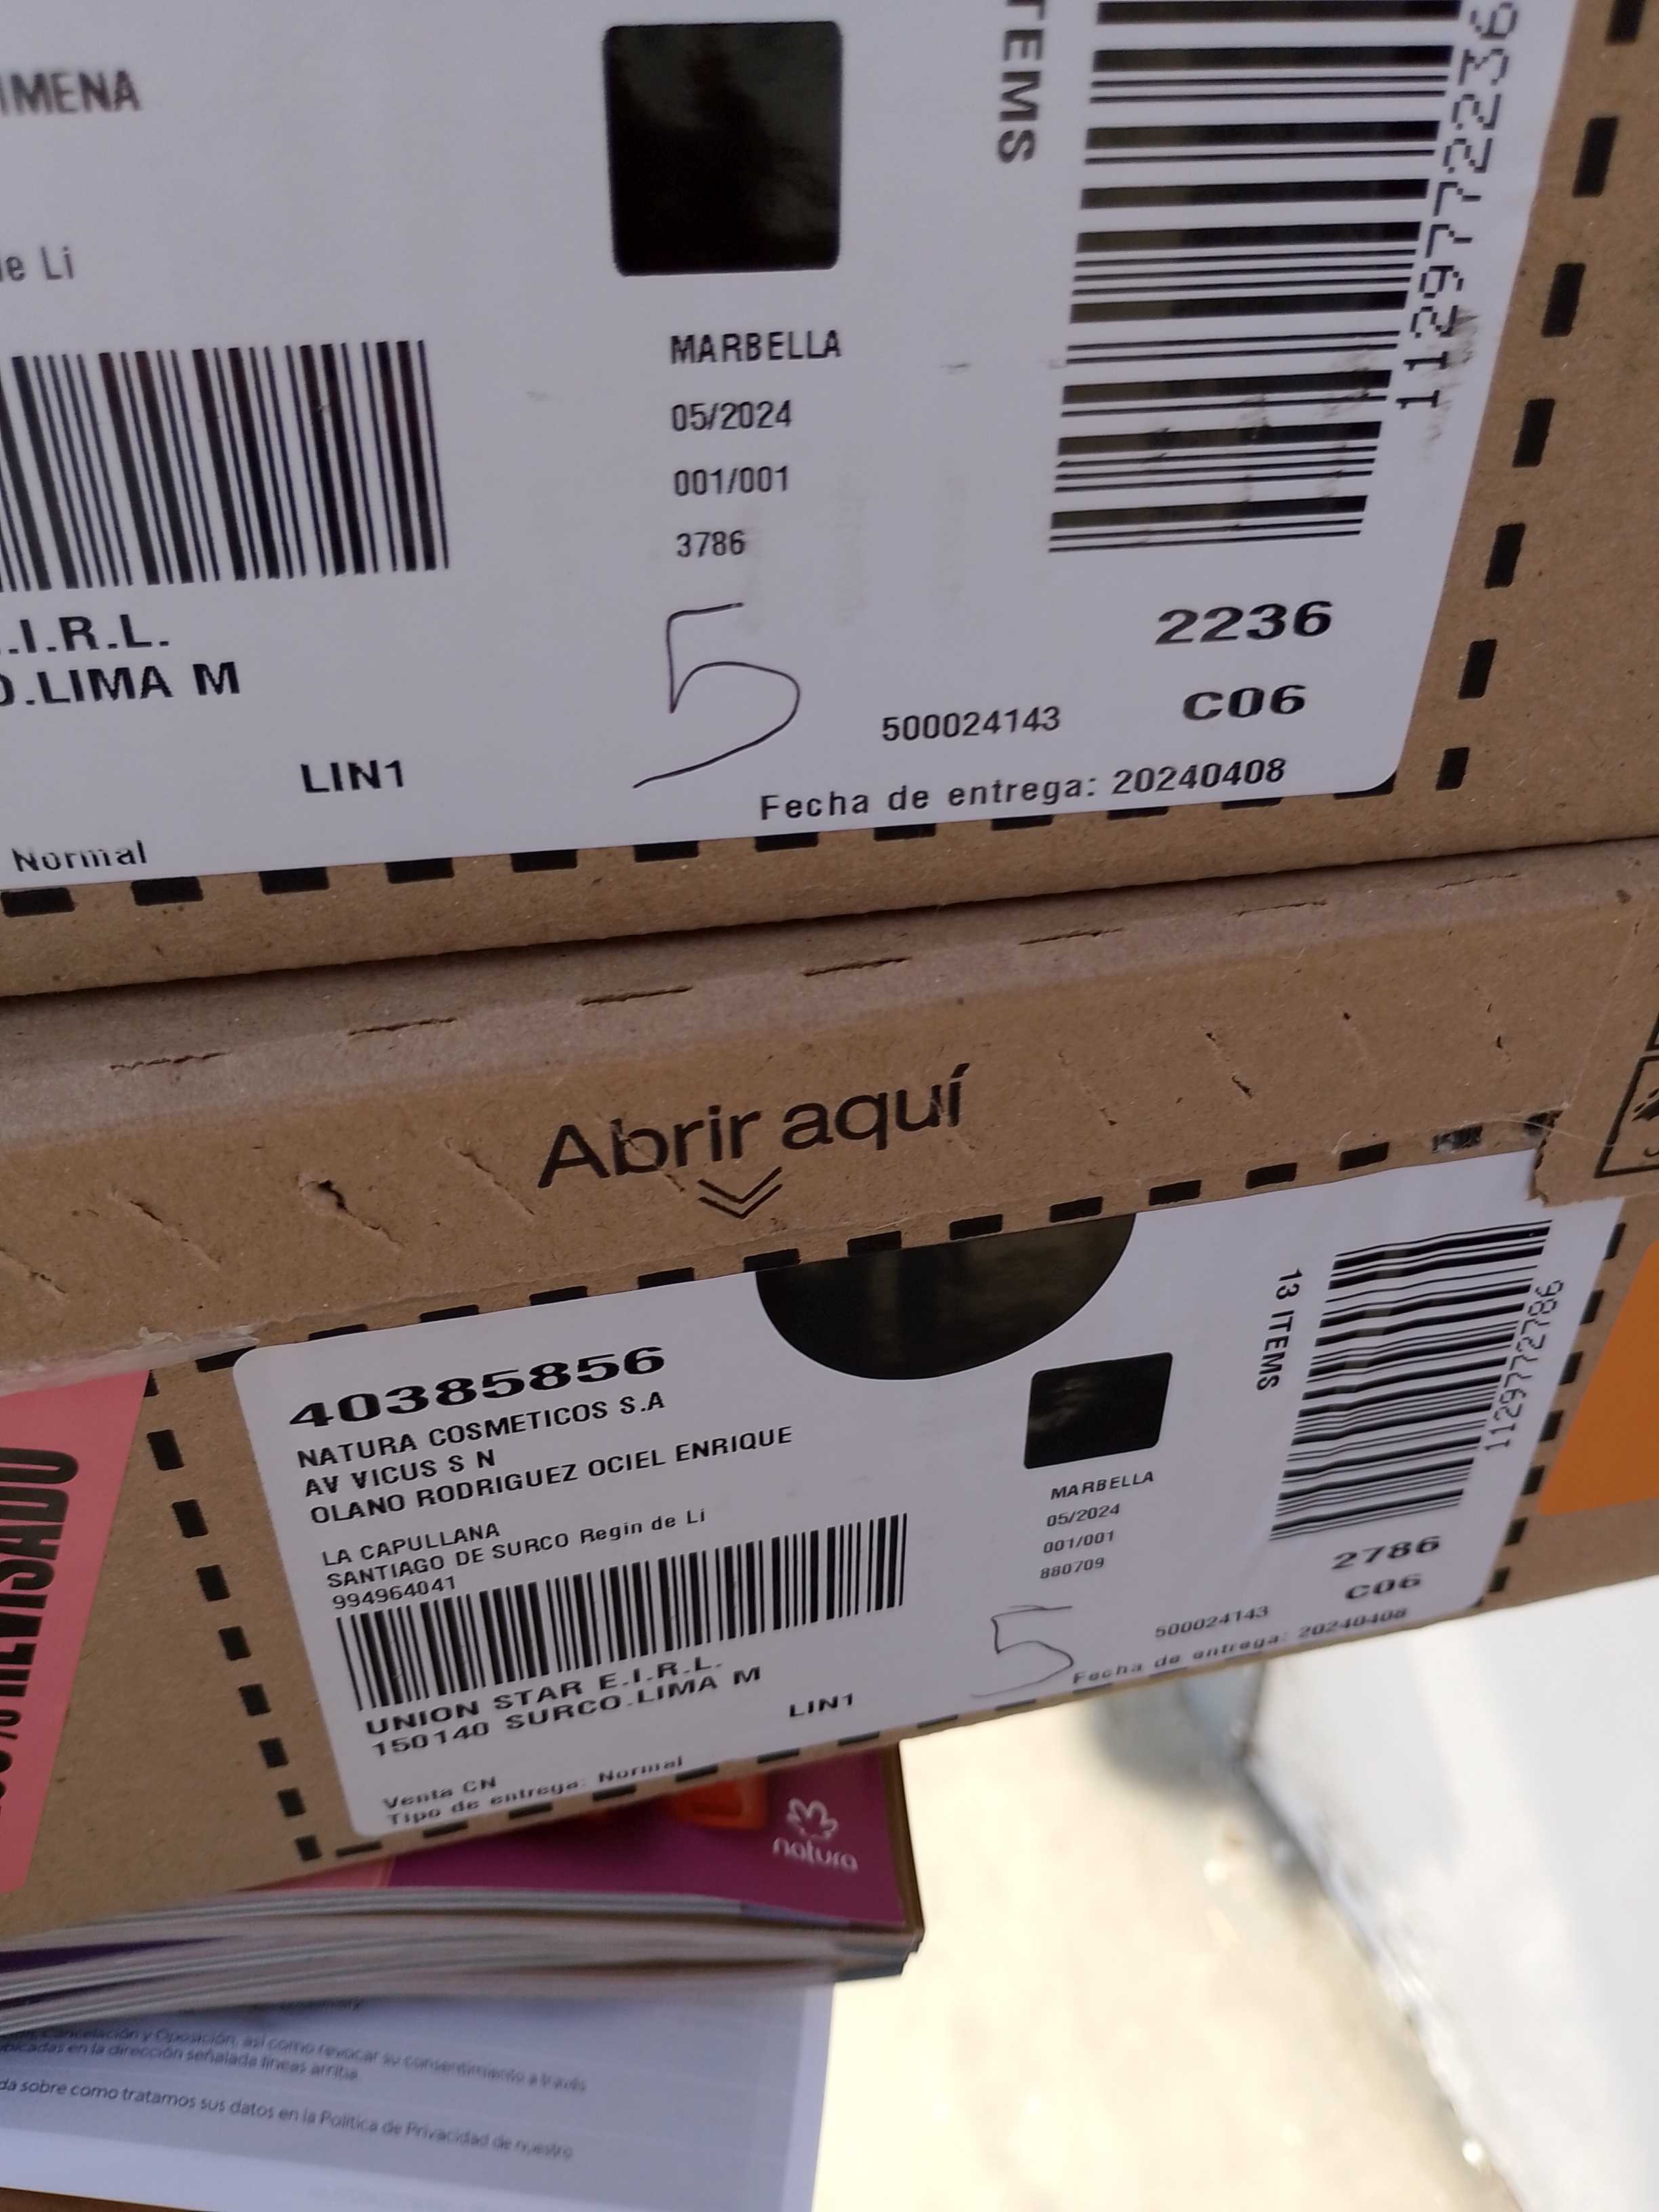 IMENA
de Li
.I.R.L.
O.LIMA M
LIN1
Normal
MARBELLA
05/2024
001/001
3786
5
ITEMS
1129772236
2236
C06
500024143
Fecha de entrega: 20240408
Abrir aquí
40385856
NATURA COSMETICOS S.A
AV VICUS S N
OLANO RODRIGUEZ OCIEL ENRIQUE
LA CAPULLANA
SANTIAGO DE SURCO Regin de Li
994964041
UNION STAR E.I.R.L.
150140 SURCO.LIMA M
LIN1
Venta CN
Tipo de entrega: Normal
MARBELLA
05/2024
001/001
880709
5
13 ITEMS
1129772786
2786
C06
500024143
Fecha de entrega: 20240408
REVISADO
natura
Cancelación y Oposición, así como revocar su consentimiento a través
ubicadas en la dirección señalada líneas arriba.
da sobre como tratamos sus datos en la Política de Privacidad de nuestro